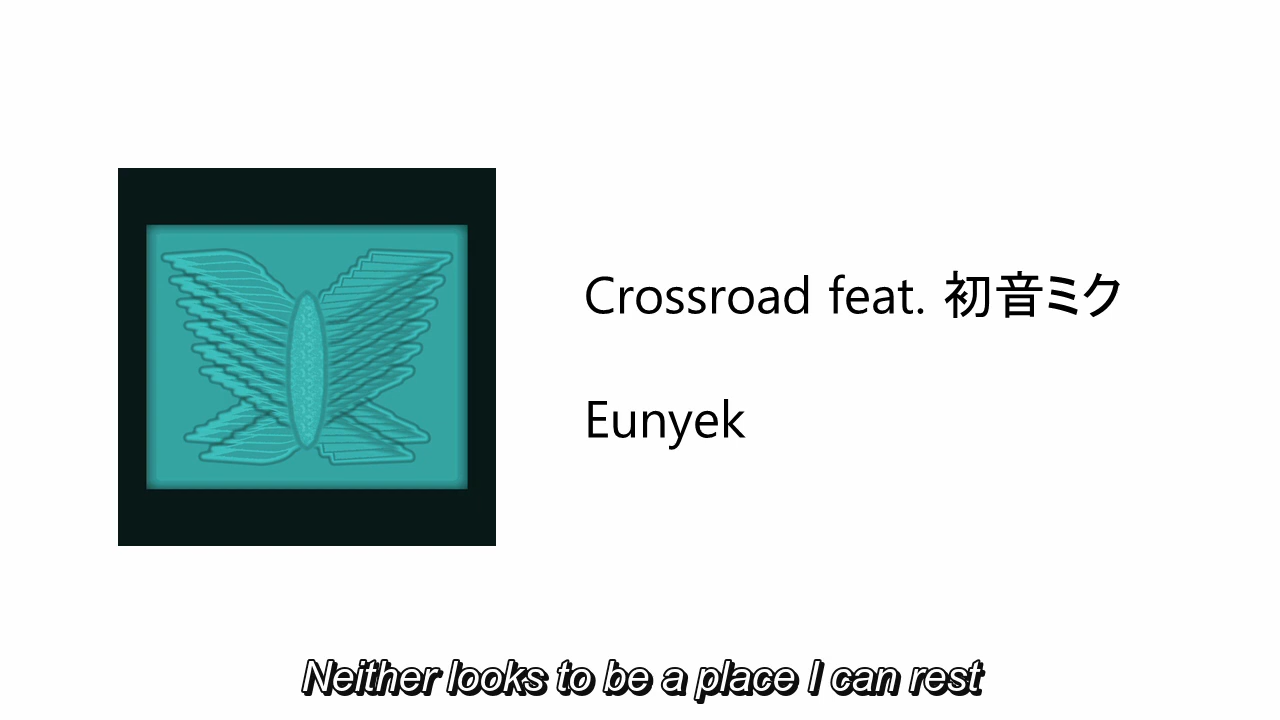 Crossroad feat. 初音ミク
Eunyek
Neither looks to be a place I can rest